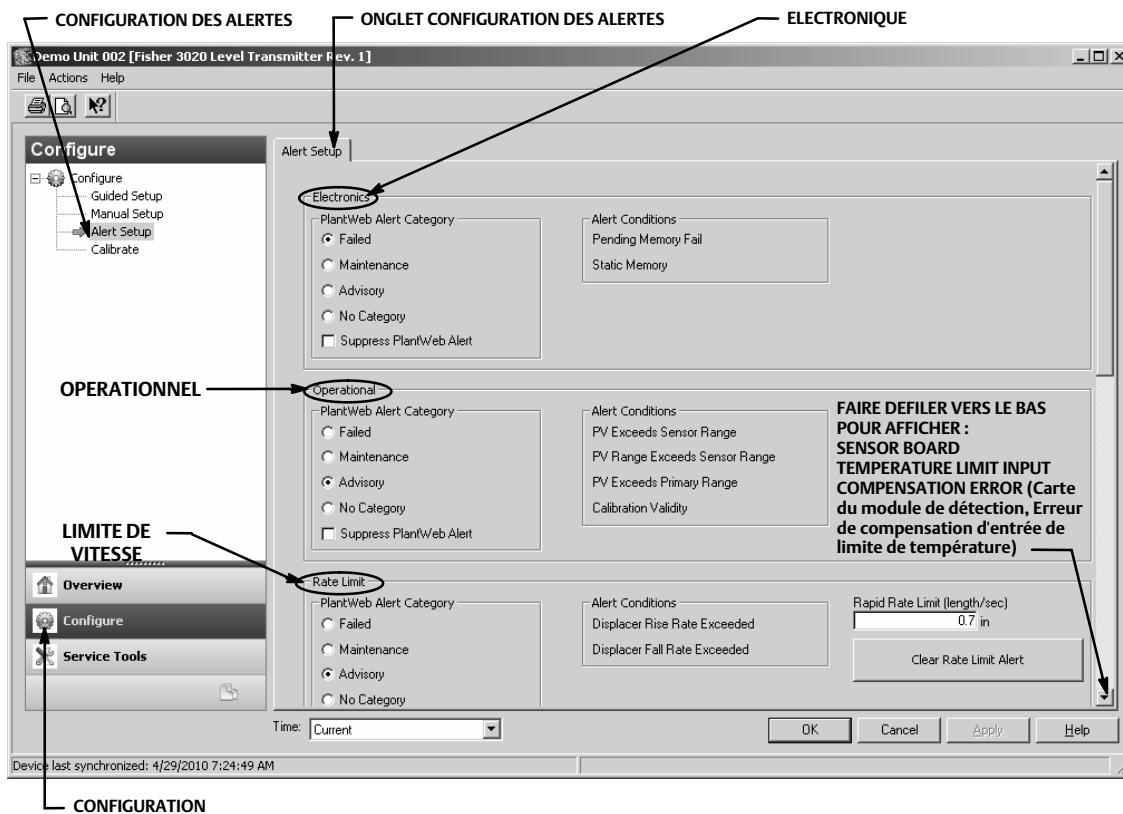 CONFIGURATION DES ALERTES
ONGLET CONFIGURATION DES ALERTES
ELECTRONIQUE
Demo Unit 002 [Fisher 3020 Level Transmitter Rev. 1]
File Actions Help
Configure
Configure
Guided Setup
Manual Setup
Alert Setup
Calibrate
Alert Setup
Electronics
PlantWeb Alert Category
Failed
Maintenance
Advisory
No Category
Suppress PlantWeb Alert
Alert Conditions
Pending Memory Fail
Static Memory
OPERATIONNEL
Operational
PlantWeb Alert Category
Failed
Maintenance
Advisory
No Category
Suppress PlantWeb Alert
Alert Conditions
PV Exceeds Sensor Range
PV Range Exceeds Sensor Range
PV Exceeds Primary Range
Calibration Validity
FAIRE DEFILER VERS LE BAS
POUR AFFICHER :
SENSOR BOARD
TEMPERATURE LIMIT INPUT
COMPENSATION ERROR (Carte
du module de détection, Erreur
de compensation d'entrée de
limite de température)
LIMITE DE
VITESSE
Rate Limit
PlantWeb Alert Category
Failed
Maintenance
Advisory
No Category
Alert Conditions
Displacer Rise Rate Exceeded
Displacer Fall Rate Exceeded
Rapid Rate Limit (length/sec)
0.7 in
Clear Rate Limit Alert
Overview
Configure
Service Tools
Time: Current
OK Cancel Apply Help
Device last synchronized: 4/29/2010 7:24:49 AM
CONFIGURATION